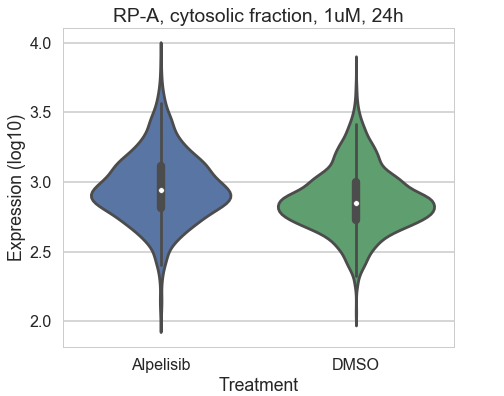 RP-A, cytosolic fraction, 1uM, 24h
4.0
3.5
3.0
2.5
2.0
Expression (log10)
Alpelisib DMSO
Treatment